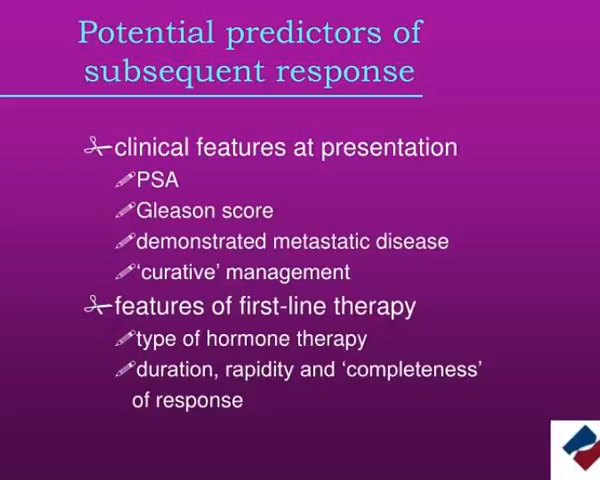 Potential predictors of
subsequent response
clinical features at presentation
PSA
Gleason score
demonstrated metastatic disease
‘curative’ management
features of first-line therapy
type of hormone therapy
duration, rapidity and ‘completeness’
of response